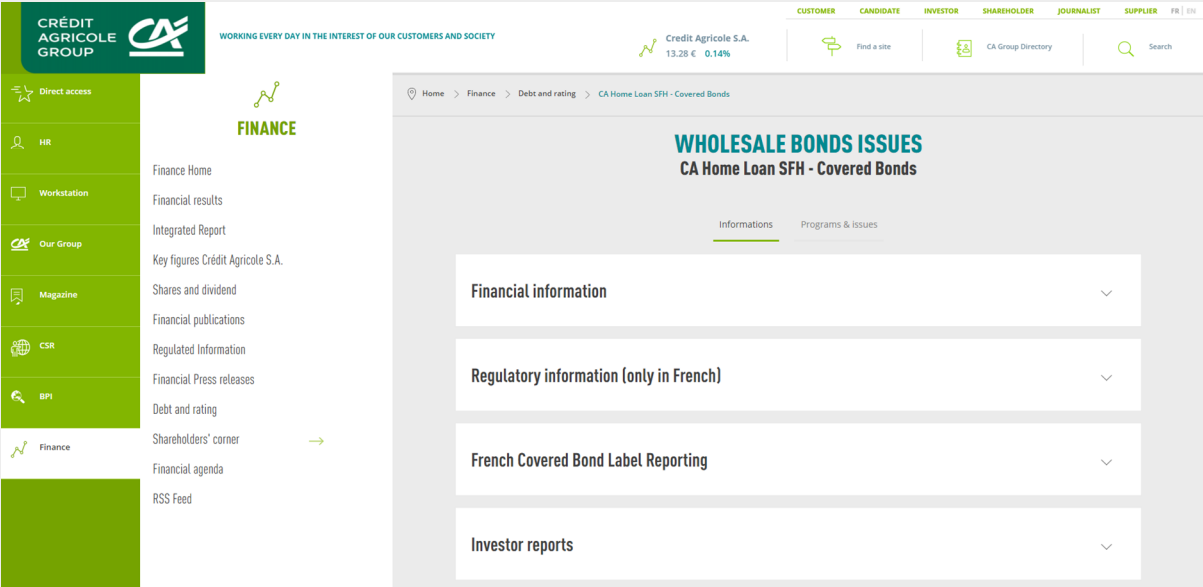 CUSTOMER CANDIDATE INVESTOR SHAREHOLDER JOURNALIST SUPPLIER FR EN
CRÉDIT
AGRICOLE
GROUP
WORKING EVERY DAY IN THE INTEREST OF OUR CUSTOMERS AND SOCIETY
Credit Agricole S.A.
13.28 € 0.14%
Find a site
CA Group Directory
Search
Direct access
HR
Workstation
Our Group
Magazine
CSR
BPI
Finance
FINANCE
Finance Home
Financial results
Integrated Report
Key figures Crédit Agricole S.A.
Shares and dividend
Financial publications
Regulated Information
Financial Press releases
Debt and rating
Shareholders' corner
Financial agenda
RSS Feed
Home Finance Debt and rating CA Home Loan SFH - Covered Bonds
WHOLESALE BONDS ISSUES
CA Home Loan SFH - Covered Bonds
Informations Programs & issues
Financial information
Regulatory information (only in French)
French Covered Bond Label Reporting
Investor reports